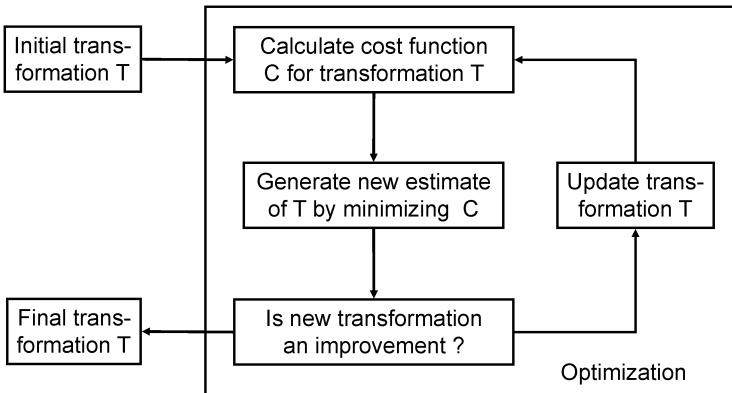 Initial trans-
formation T
Calculate cost function
C for transformation T
Generate new estimate
of T by minimizing C
Update trans-
formation T
Final trans-
formation T
Is new transformation
an improvement ?
Optimization